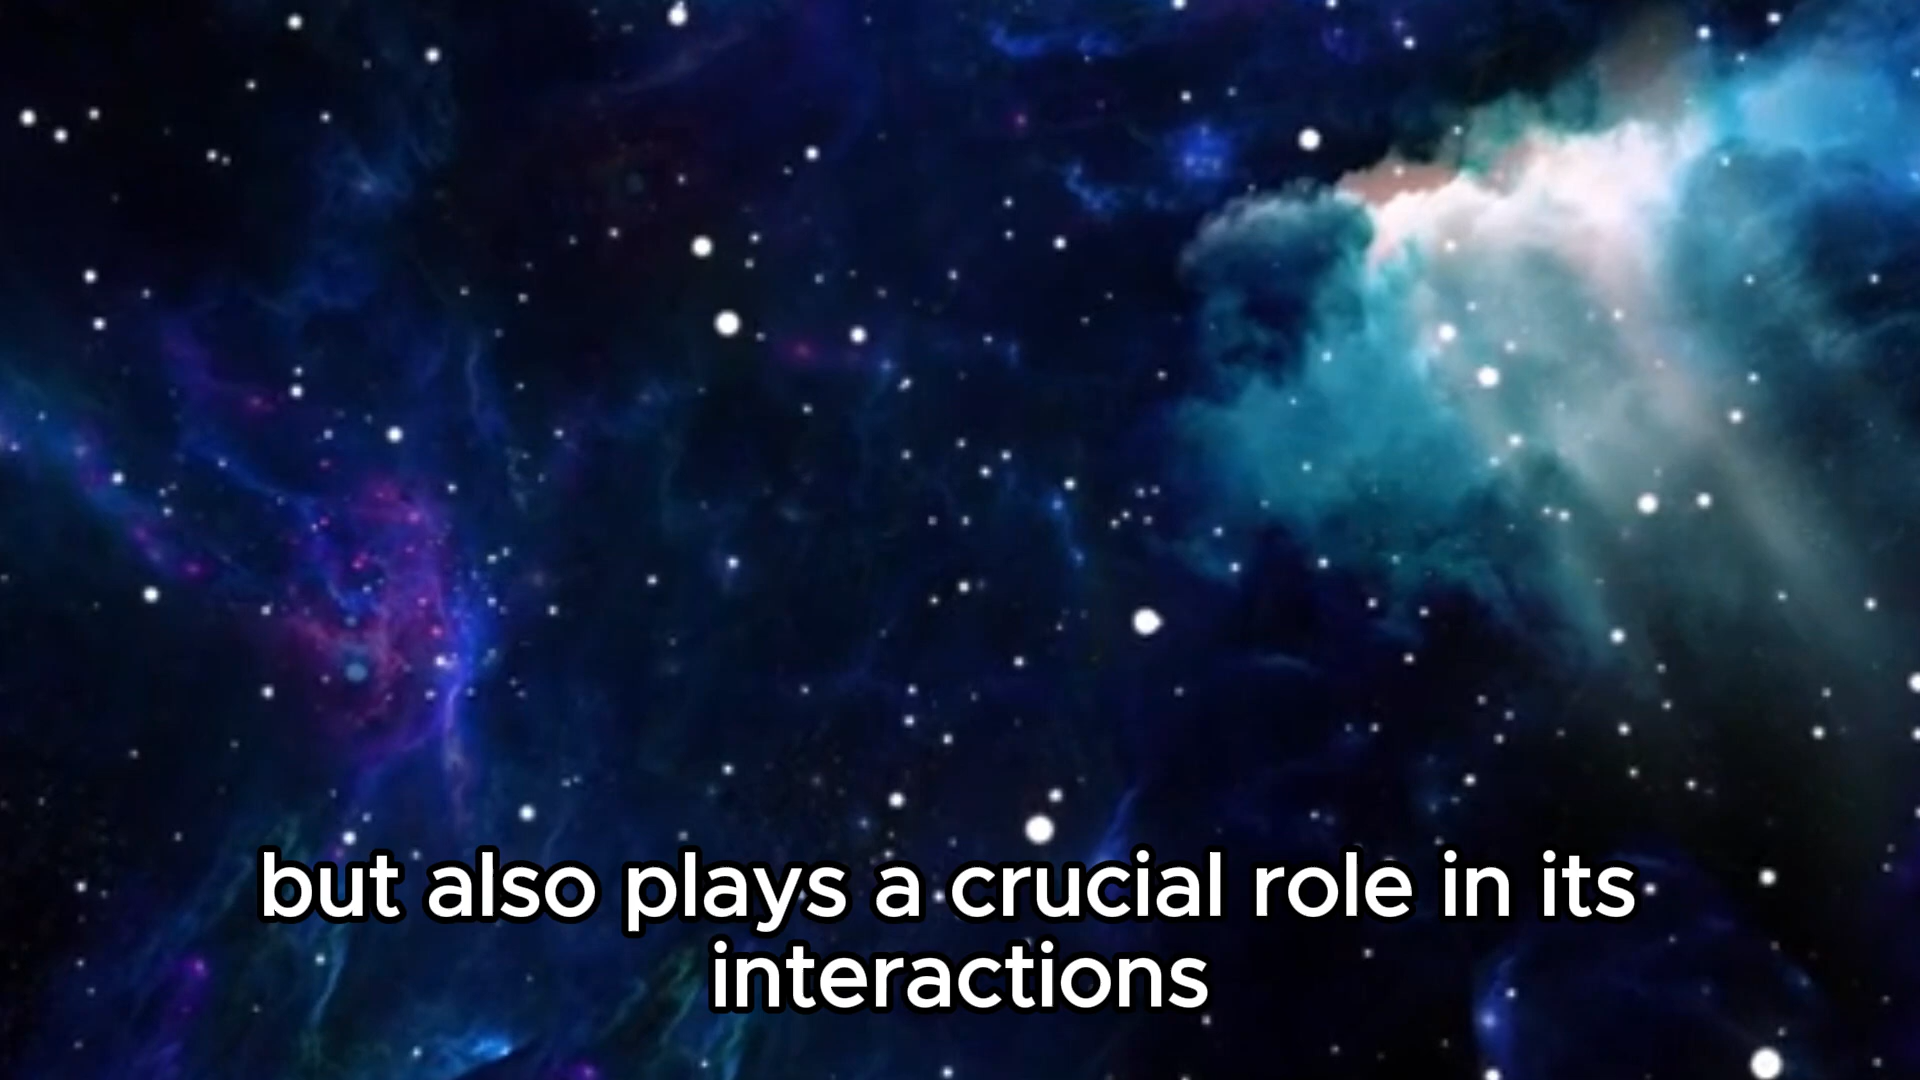 but also plays a crucial role in its
interactions